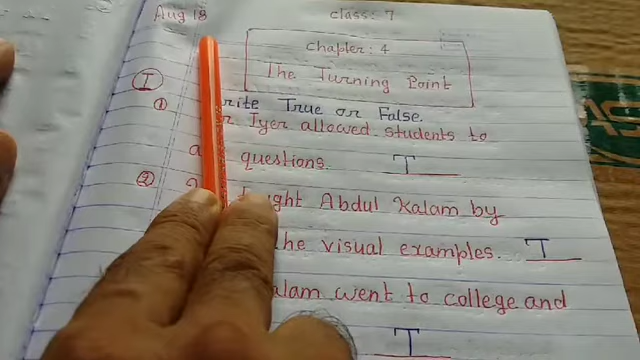 Aug 18
class: 7
chapter: 4
The Turning Point
I
① rite True or False.
r Iyer allowed students to
a questions. T
② ught Abdul Kalam by
he visual examples. T
alam went to college and
T